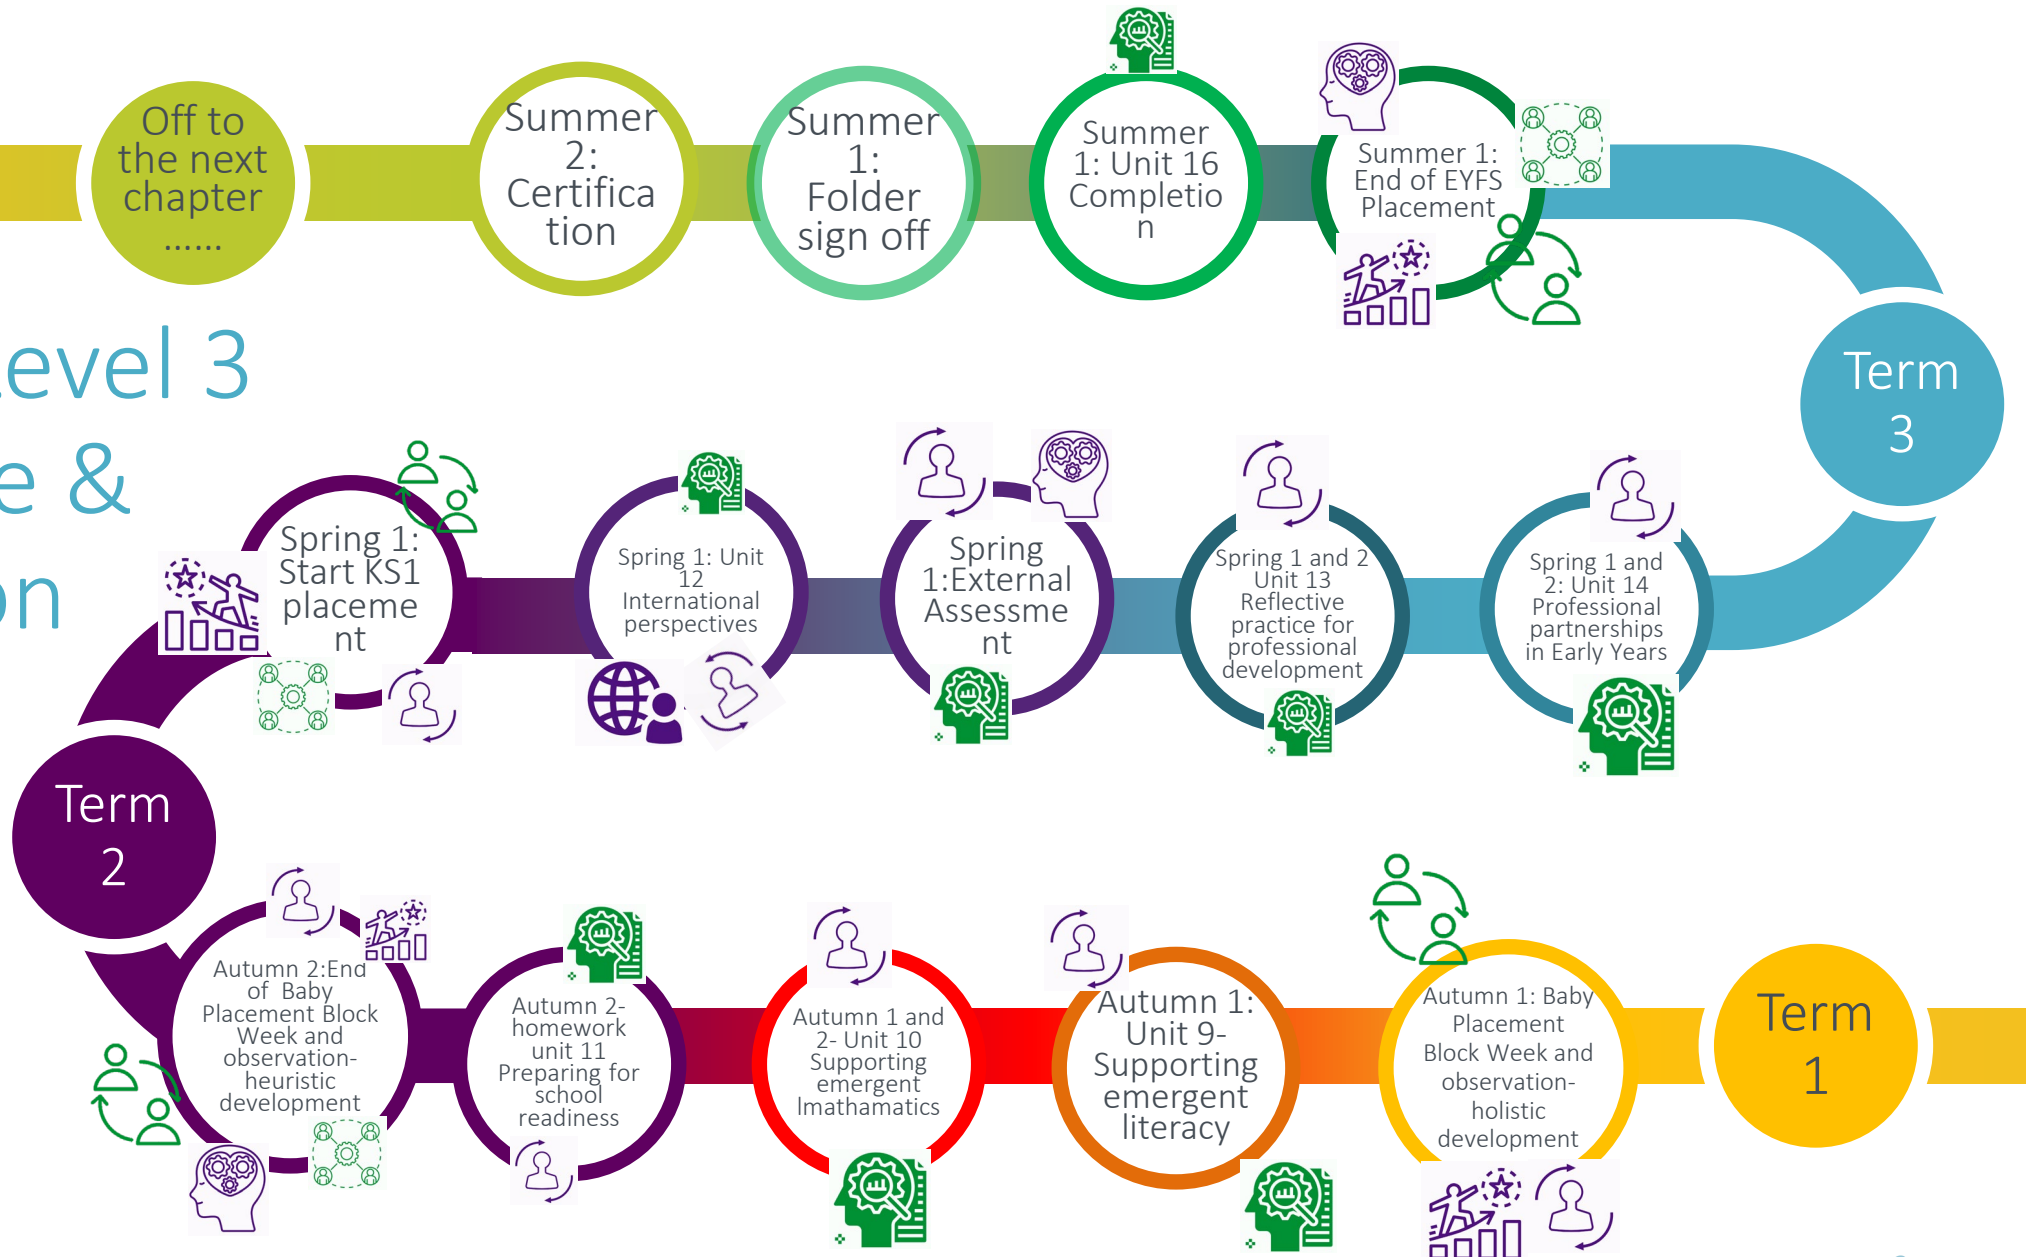 Off to
the next
chapter
......
Summer
2:
Certifica
tion
Summer
1:
Folder
sign off
Summer
1: Unit 16
Completio
n
Summer 1:
End of EYFS
Placement
Level 3
e &
on
Term
3
Spring 1:
Start KS1
placeme
nt
Spring 1: Unit
12
International
perspectives
Spring
1:External
Assessme
nt
Spring 1 and 2
Unit 13
Reflective
practice for
professional
development
Spring 1 and
2: Unit 14
Professional
partnerships
in Early Years
Term
2
Autumn 2:End
of Baby
Placement Block
Week and
observation-
heuristic
development
Autumn 2-
homework
unit 11
Preparing for
school
readiness
Autumn 1 and
2- Unit 10
Supporting
emergent
lmathamatics
Autumn 1:
Unit 9-
Supporting
emergent
literacy
Autumn 1: Baby
Placement
Block Week and
observation-
holistic
development
Term
1